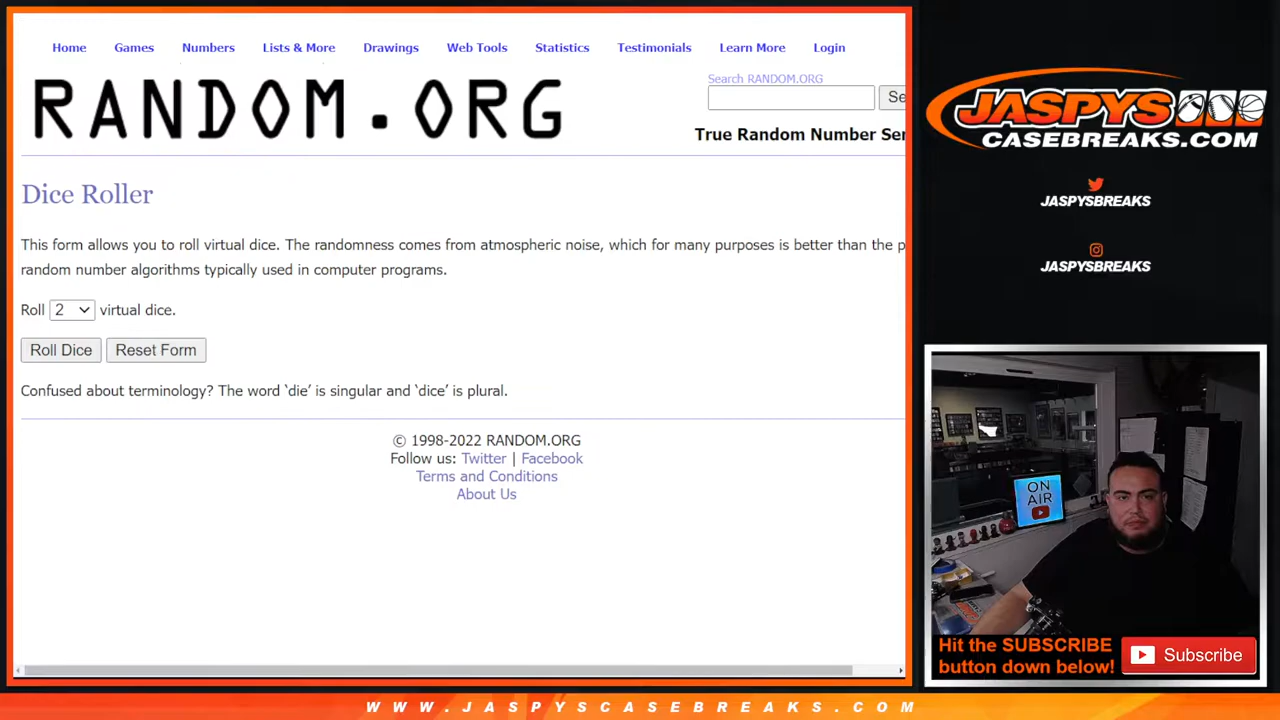 Home Games Numbers Lists & More Drawings Web Tools Statistics Testimonials Learn More Login
RANDOM.ORG
Search RANDOM.ORG
Se
True Random Number Ser
Dice Roller
This form allows you to roll virtual dice. The randomness comes from atmospheric noise, which for many purposes is better than the p
random number algorithms typically used in computer programs.
Roll 2 virtual dice.
Roll Dice Reset Form
Confused about terminology? The word ‘die’ is singular and ‘dice’ is plural.
© 1998-2022 RANDOM.ORG
Follow us: Twitter | Facebook
Terms and Conditions
About Us
JASPYS
CASEBREAKS.COM
JASPYSBREAKS
JASPYSBREAKS
ON
AIR
Hit the SUBSCRIBE
button down below!
Subscribe
WWW.JASPYSCASEBREAKS.COM